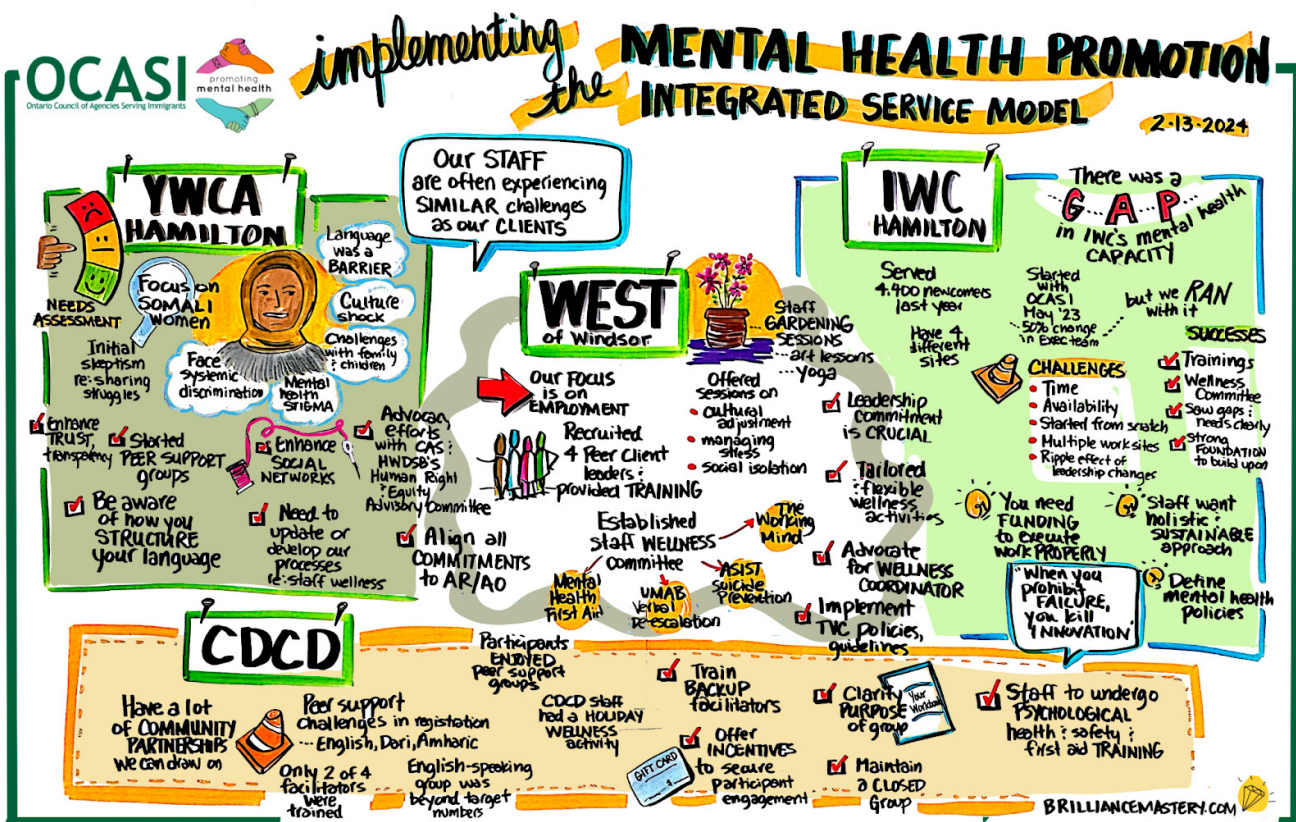 OCASI
Ontario Council of Agencies Serving Immigrants
promoting
mental health
implementing
the
MENTAL HEALTH PROMOTION
INTEGRATED SERVICE MODEL
2-13-2024
YWCA
HAMILTON
NEEDS
ASSESSMENT
Focus on
SOMALI
women
Language
was a
BARRIER
Culture
shock
Challenges
with family
& children
Face
systemic
discrimination
Mental
health
STIGMA
Initial
skeptism
re: sharing
struggles
Enhance
TRUST,
transparency
Started
PEER SUPPORT
groups
Enhance
SOCIAL
NETWORKS
Advocacy
efforts
with CAS &
HWDSB's
Human Right
& Equity
Advisory Committee
Be aware
of how you
STRUCTURE
your language
Need to
update or
develop our
processes
re: staff wellness
Align all
COMMITMENTS
to AR/AO
Our STAFF
are often experiencing
SIMILAR challenges
as our CLIENTS
WEST
of Windsor
Staff
GARDENING
SESSIONS
art lessons
yoga
Our FOCUS
is on
EMPLOYMENT
Recruited
4 Peer Client
leaders &
provided TRAINING
Offered
sessions on
• cultural
adjustment
• managing
stress
• social isolation
Established
staff WELLNESS
committee
The
Working
Mind
Mental
Health
First Aid
UMAB
Verbal
De-escalation
ASIST
Suicide
Prevention
Leadership
commitment
is CRUCIAL
Tailored
& flexible
wellness
activities
Advocate
for WELLNESS
COORDINATOR
Implement
TVC policies,
guidelines
IWC
HAMILTON
There was a
GAP
in IWC's mental health
CAPACITY
Served
4,400 newcomers
last year
Have 4
different
sites
Started
with
OCASI
May '23
50% change
in Exec team
but we RAN
with it
CHALLENGES
• Time
• Availability
• Started from scratch
• Multiple work sites
• Ripple effect of
leadership changes
SUCCESSES
Trainings
Wellness
Committee
Saw gaps &
needs clearly
Strong
FOUNDATION
to build upon
You need
FUNDING
to execute
work PROPERLY
Staff want
holistic &
SUSTAINABLE
approach
"When you
prohibit
FAILURE,
you kill
INNOVATION"
Define
mental health
policies
CDCD
Have a lot
of COMMUNITY
PARTNERSHIPS
we can draw on
Peer support
challenges in registration
--- English, Dari, Amharic
Only 2 of 4
facilitators
were
trained
English-speaking
group was
beyond target
numbers
Participants
ENJOYED
peer support
groups
CDCD staff
had a HOLIDAY
WELLNESS
activity
Train
BACKUP
facilitators
Offer
INCENTIVES
to secure
participant
engagement
GIFT CARD
Clarify
PURPOSE
of group
Your
Workbook
Maintain
a CLOSED
Group
Staff to undergo
PSYCHOLOGICAL
health & safety &
first aid TRAINING
BRILLIANCEMASTERY.COM